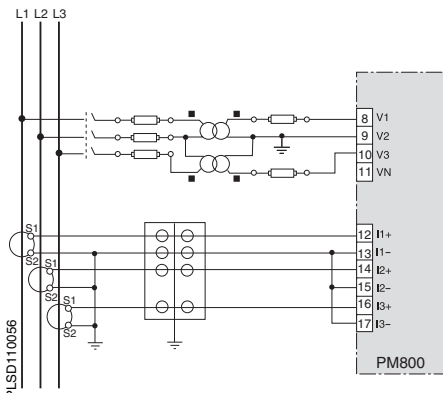 L1 L2 L3
8 V1
9 V2
10 V3
11 VN
12 I1+
13 I1-
14 I2+
15 I2-
16 I3+
17 I3-
S1
S2
S1
S2
S1
S2
PM800
PLSD110056